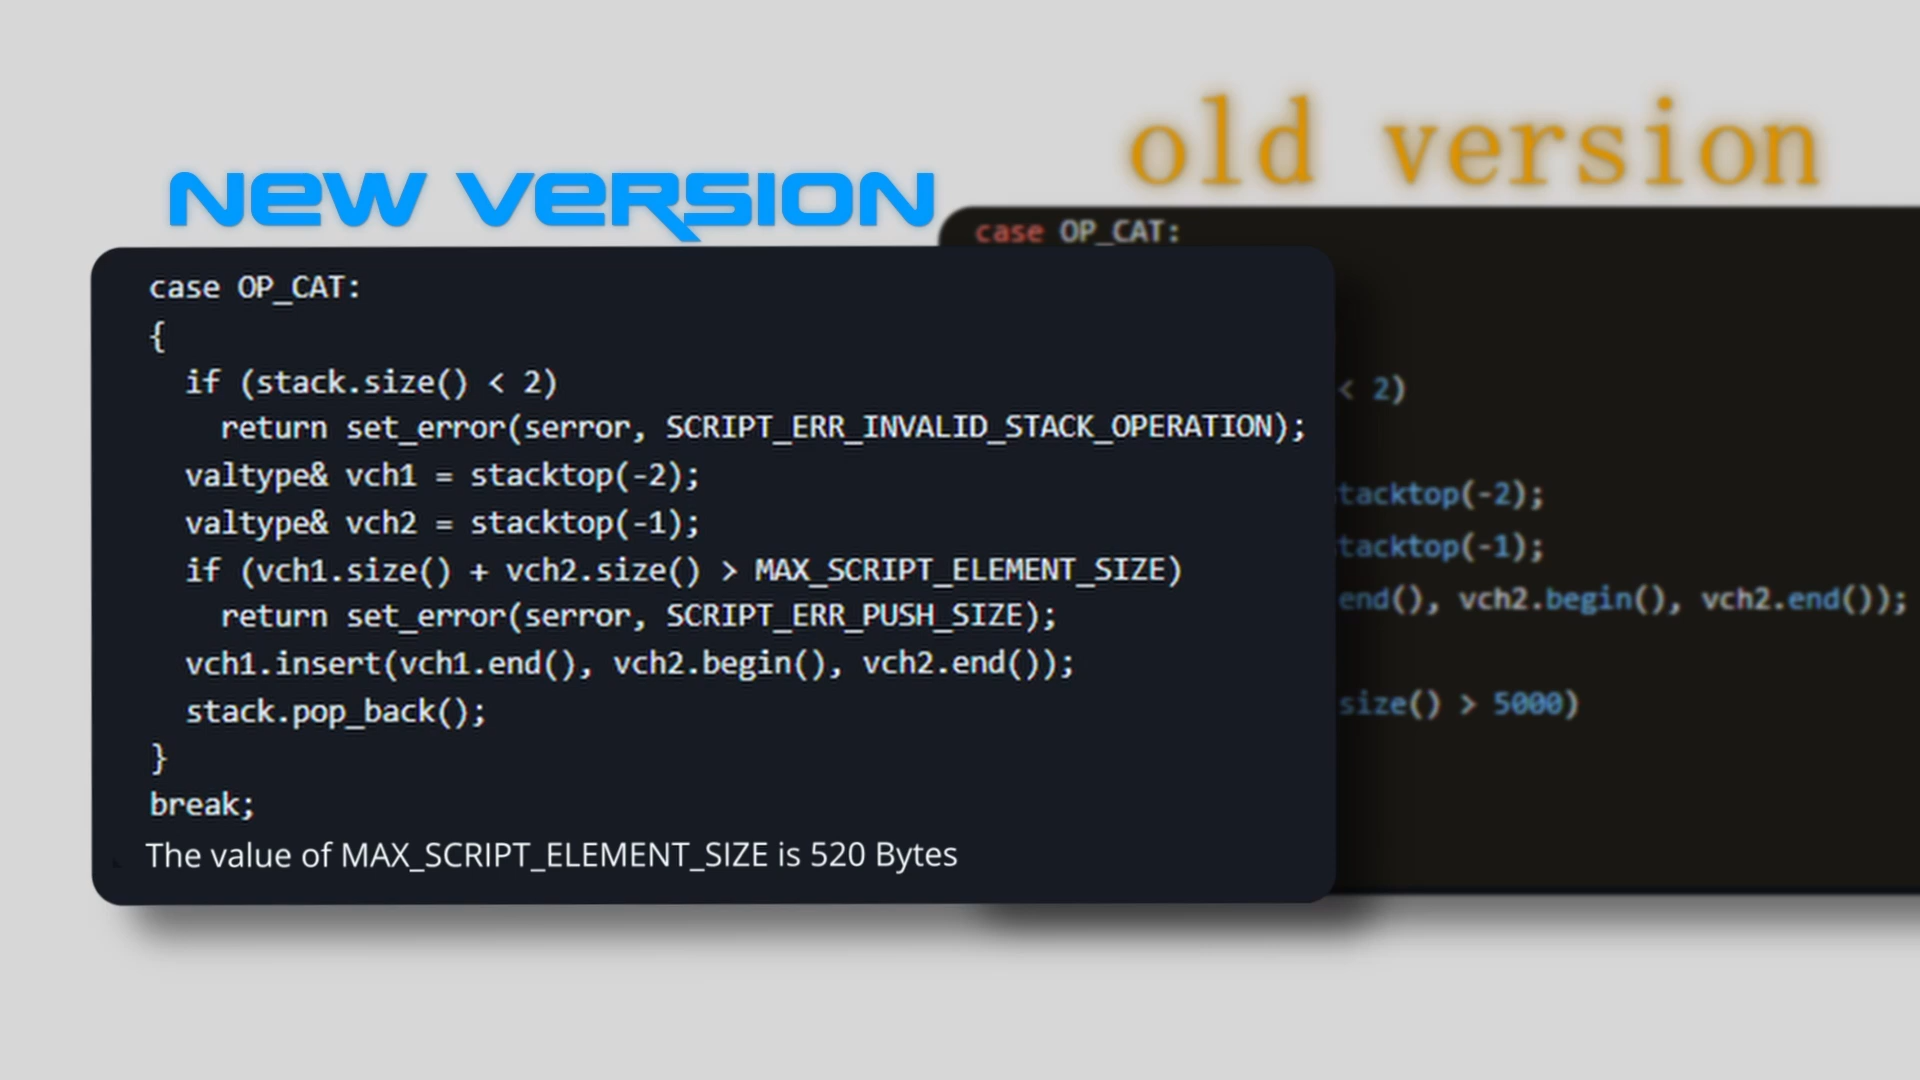 NEW VERSION
case OP_CAT:
{
if (stack.size() < 2)
return set_error(serror, SCRIPT_ERR_INVALID_STACK_OPERATION);
valtype& vch1 = stacktop(-2);
valtype& vch2 = stacktop(-1);
if (vch1.size() + vch2.size() > MAX_SCRIPT_ELEMENT_SIZE)
return set_error(serror, SCRIPT_ERR_PUSH_SIZE);
vch1.insert(vch1.end(), vch2.begin(), vch2.end());
stack.pop_back();
}
break;
The value of MAX_SCRIPT_ELEMENT_SIZE is 520 Bytes
old version
case OP_CAT:
< 2)
tacktop(-2);
tacktop(-1);
end(), vch2.begin(), vch2.end());
size() > 5000)